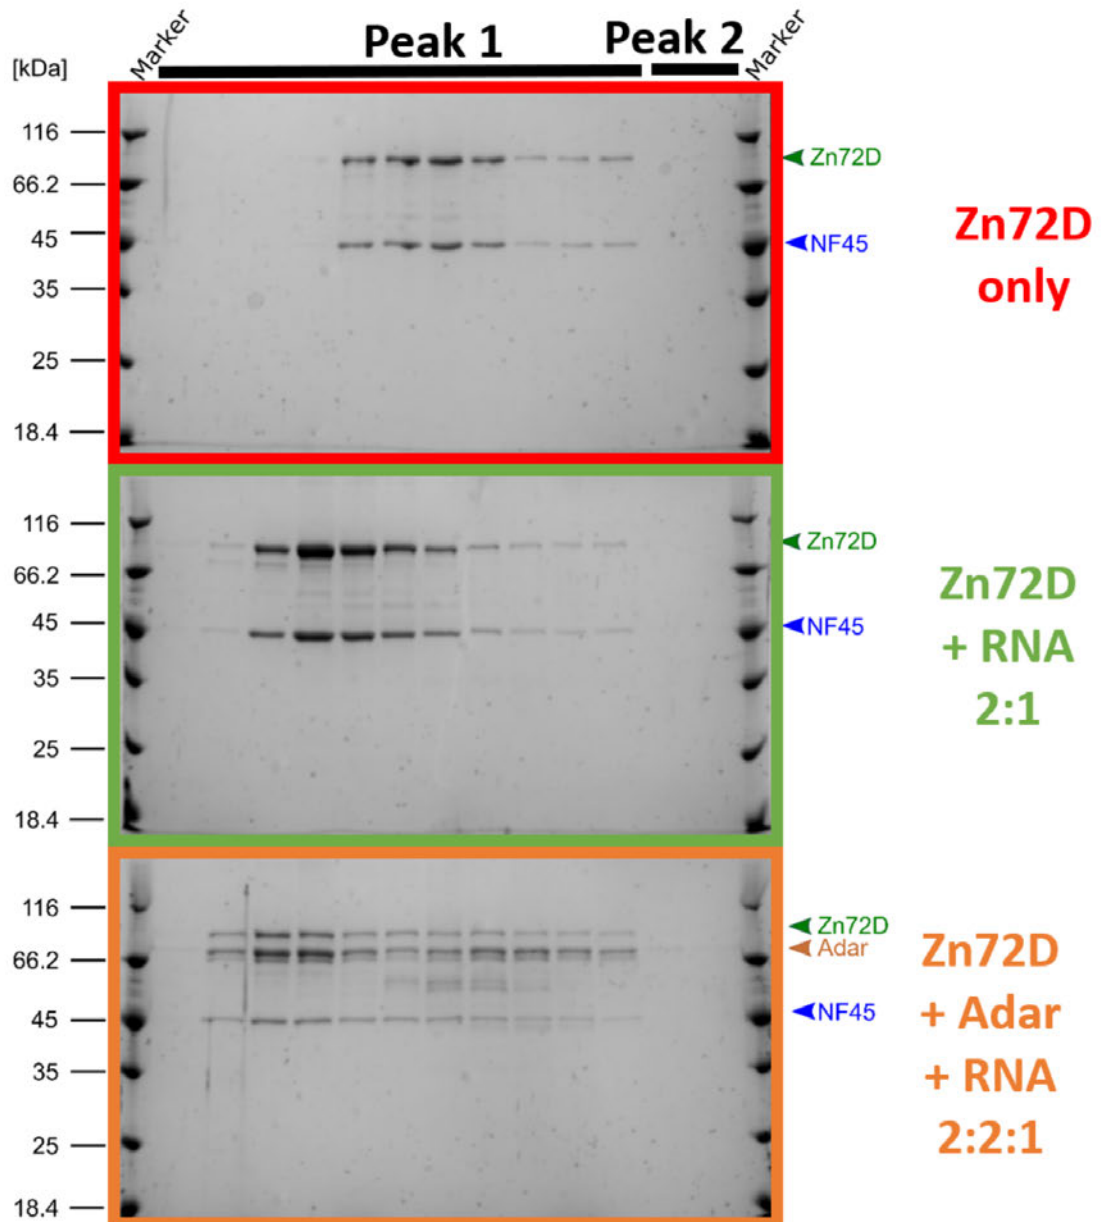 Peak 1
Peak 2
[kDa]
Marker
Marker
116
66.2
45
35
25
18.4
Zn72D
NF45
Zn72D
only
116
66.2
45
35
25
18.4
Zn72D
NF45
Zn72D
+ RNA
2:1
116
66.2
45
35
25
18.4
Zn72D
Adar
NF45
Zn72D
+ Adar
+ RNA
2:2:1